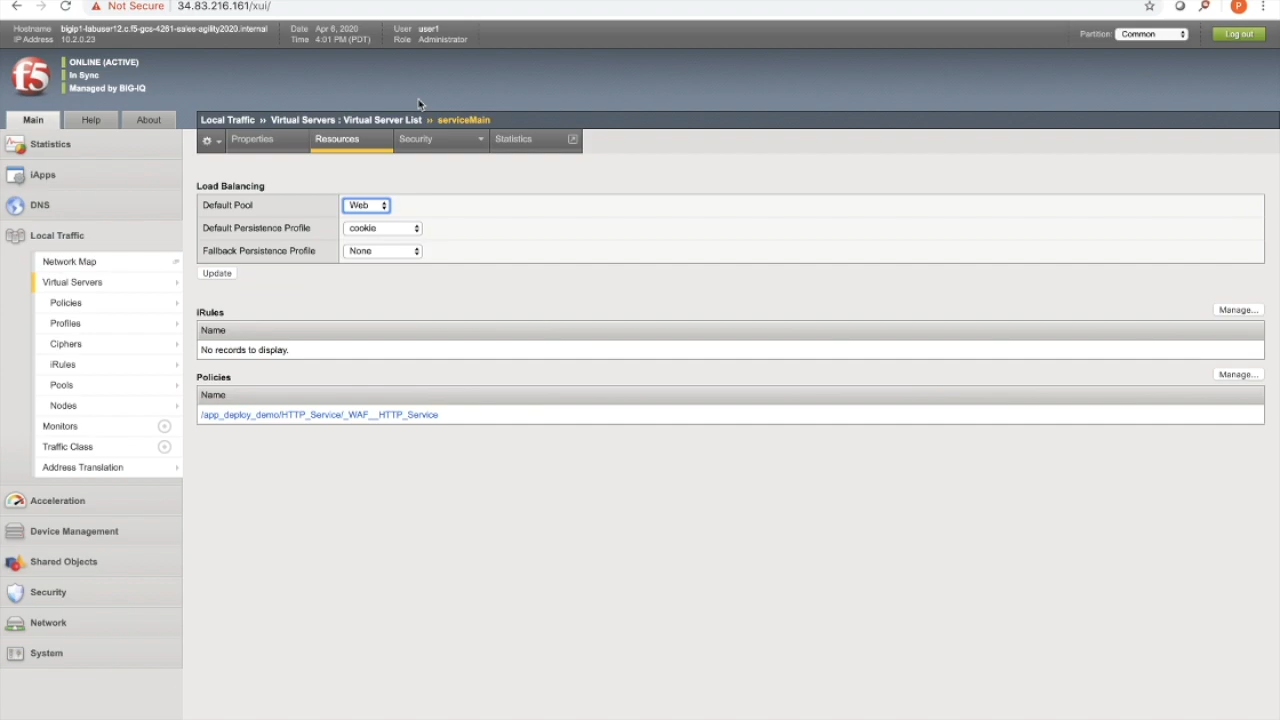 Not Secure 34.83.216.161/xui/
P
Hostname bigip1-labuser12.c.f5-gcs-4261-sales-agility2020.internal Date Apr 6, 2020 User user1
IP Address 10.2.0.23 Time 4:01 PM (PDT) Role Administrator
Partition: Common Log out
f5
ONLINE (ACTIVE)
In Sync
Managed by BIG-IQ
Main Help About
Local Traffic ›› Virtual Servers : Virtual Server List ›› serviceMain
Properties Resources Security Statistics
Statistics
iApps
DNS
Local Traffic
Network Map
Virtual Servers
Policies
Profiles
Ciphers
iRules
Pools
Nodes
Monitors
Traffic Class
Address Translation
Acceleration
Device Management
Shared Objects
Security
Network
System
Load Balancing
Default Pool Web
Default Persistence Profile cookie
Fallback Persistence Profile None
Update
iRules Manage...
Name
No records to display.
Policies Manage...
Name
/app_deploy_demo/HTTP_Service/_WAF__HTTP_Service